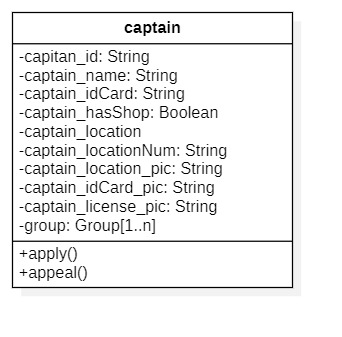 captain
-capitan_id: String
-captain_name: String
-captain_idCard: String
-captain_hasShop: Boolean
-captain_location
-captain_locationNum: String
-captain_location_pic: String
-captain_idCard_pic: String
-captain_license_pic: String
-group: Group[1..n]
+apply()
+appeal()